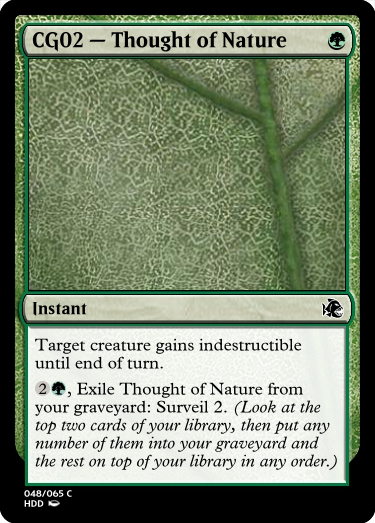 CG02 — Thought of Nature
Instant
Target creature gains indestructible
until end of turn.
2, Exile Thought of Nature from
your graveyard: Surveil 2. (Look at the
top two cards of your library, then put any
number of them into your graveyard and
the rest on top of your library in any order.)
048/065 C
HDD